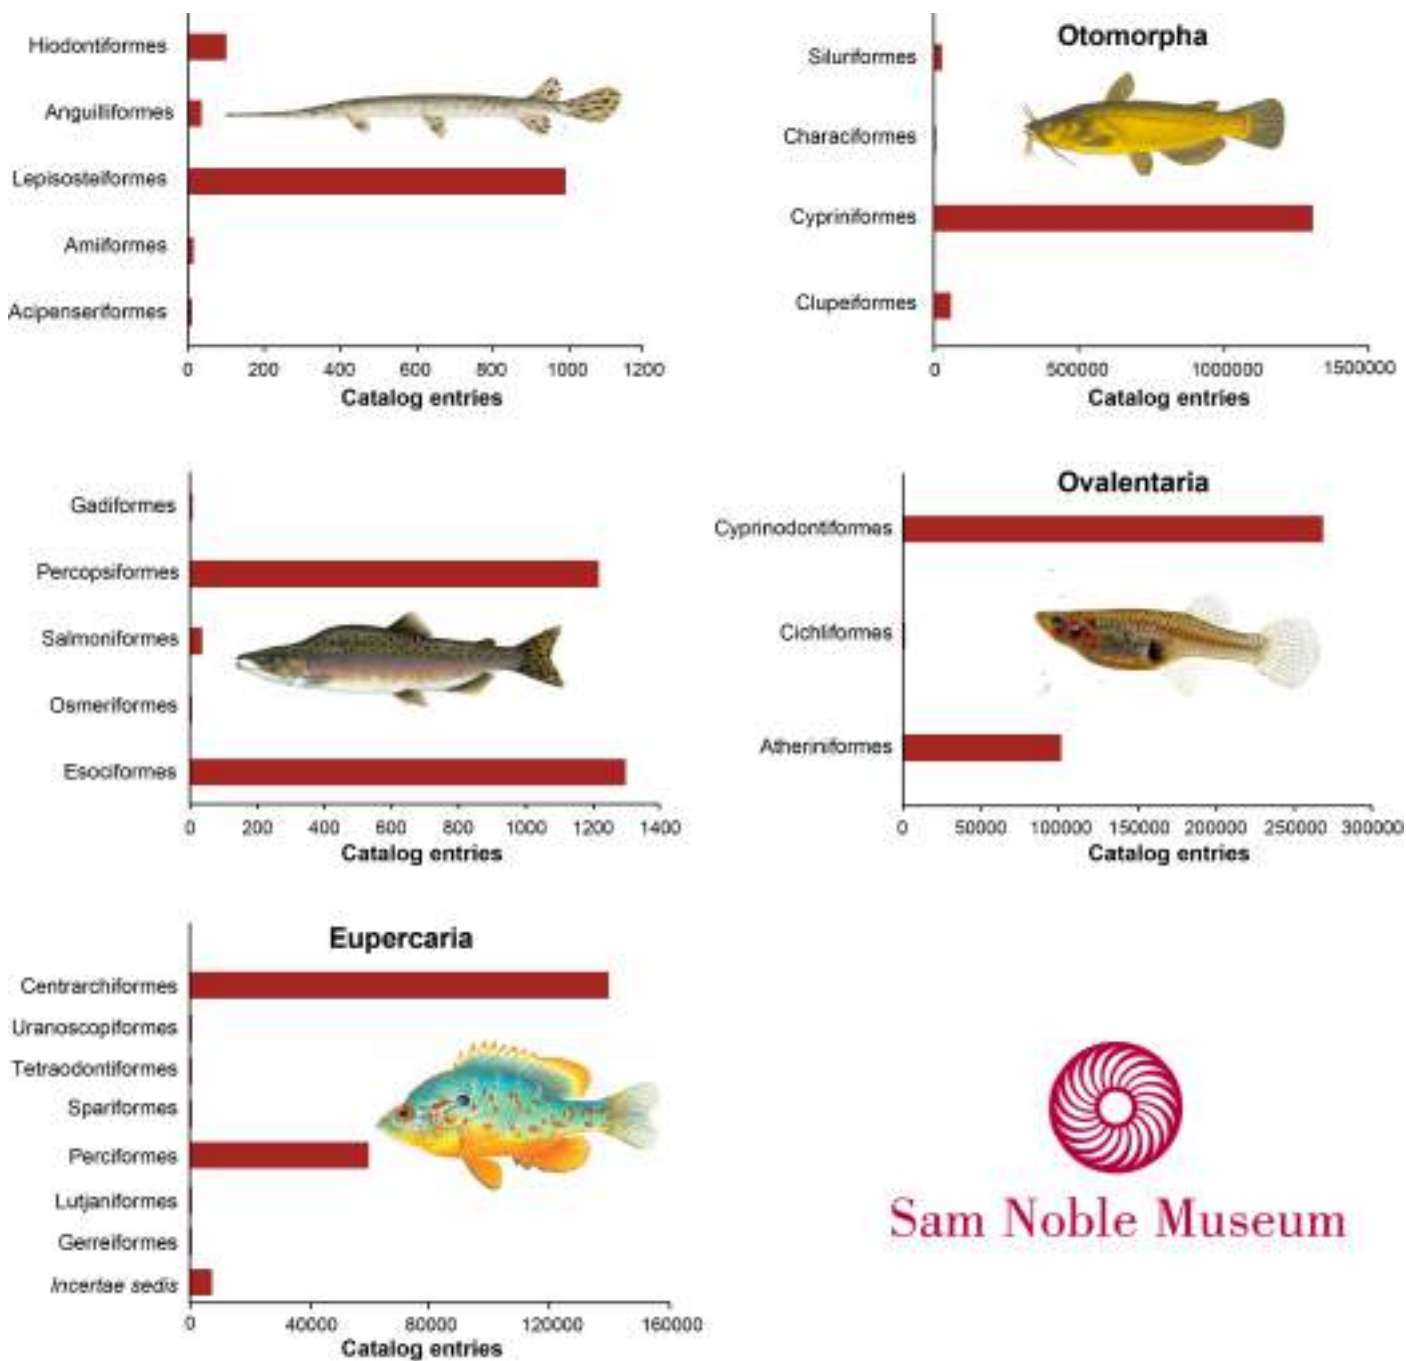 Hiodontiformes
Anguilliformes
Lepisosteiformes
Amiiformes
Acipenseriformes
0 200 400 600 800 1000 1200
Catalog entries
Otomorpha
Siluriformes
Characiformes
Cypriniformes
Clupeiformes
0 500000 1000000 1500000
Catalog entries
Gadiformes
Percopsiformes
Salmoniformes
Osmeriformes
Esociformes
0 200 400 600 800 1000 1200 1400
Catalog entries
Ovalentaria
Cyprinodontiformes
Cichliformes
Atheriniformes
0 50000 100000 150000 200000 250000 300000
Catalog entries
Eupercaria
Centrarchiformes
Uranoscopiformes
Tetraodontiformes
Spariformes
Perciformes
Lutjaniformes
Gerreiformes
Incertae sedis
0 40000 80000 120000 160000
Catalog entries
Sam Noble Museum